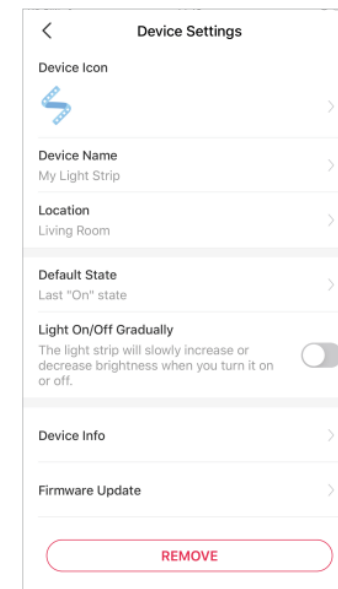 Device Settings
Device Icon
Device Name
My Light Strip
Location
Living Room
Default State
Last "On" state
Light On/Off Gradually
The light strip will slowly increase or
decrease brightness when you turn it on
or off.
Device Info
Firmware Update
REMOVE